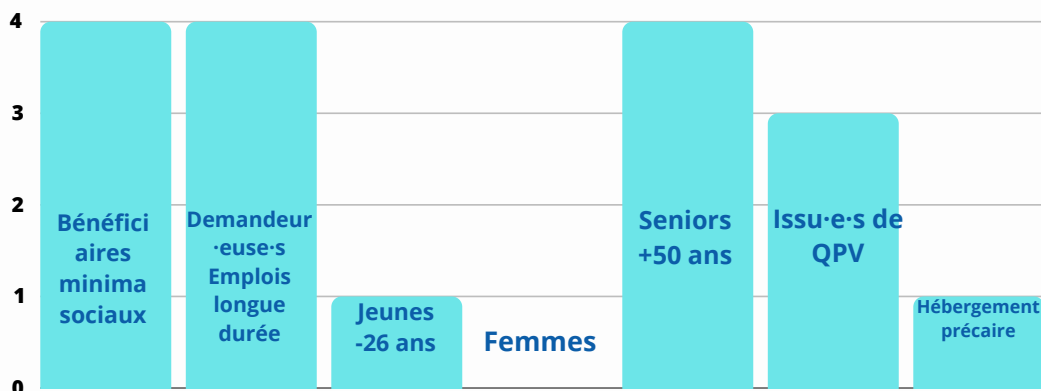 4
3
2
1
0
Bénéfici
aires
minima
sociaux
Demandeur
·euse·s
Emplois
longue
durée
Jeunes
-26 ans
Femmes
Seniors
+50 ans
Issu·e·s de
QPV
Hébergement
précaire